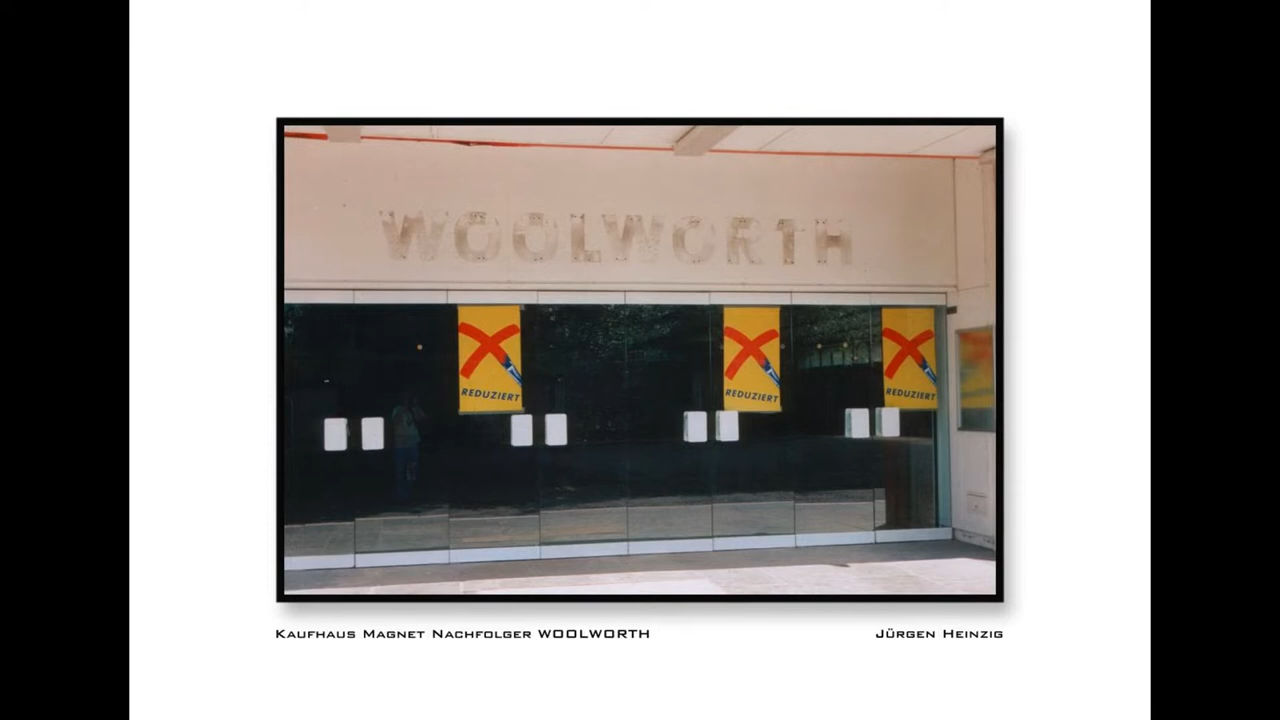 WOOLWORTH
REDUZIERT
REDUZIERT
REDUZIERT
Kaufhaus Magnet Nachfolger WOOLWORTH
Jürgen Heinzig